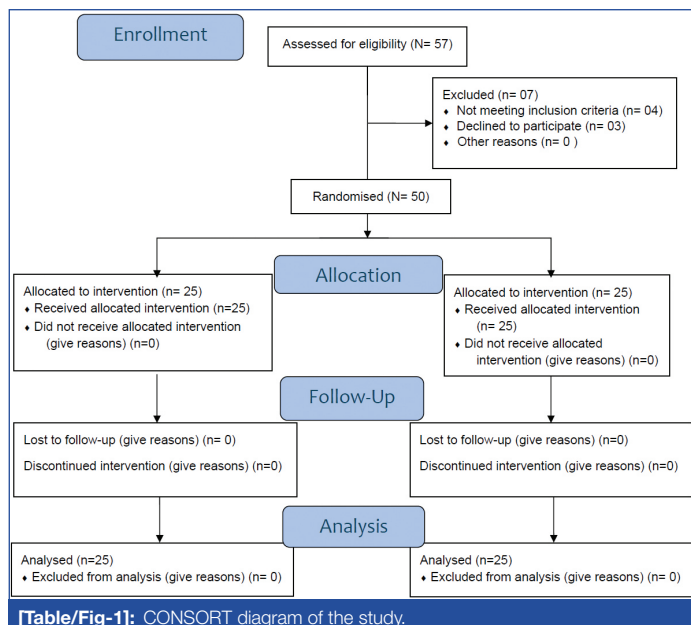 Enrollment
Assessed for eligibility (N= 57)
Excluded (n= 07)
♦ Not meeting inclusion criteria (n= 04)
♦ Declined to participate (n= 03)
♦ Other reasons (n= 0 )
Randomised (N= 50)
Allocation
Allocated to intervention (n= 25)
♦ Received allocated intervention (n=25)
♦ Did not receive allocated intervention
(give reasons) (n=0)
Allocated to intervention (n= 25)
♦ Received allocated intervention
(n= 25)
♦ Did not receive allocated
intervention (give reasons) (n=0)
Follow-Up
Lost to follow-up (give reasons) (n= 0)
Discontinued intervention (give reasons) (n=0)
Lost to follow-up (give reasons) (n=0)
Discontinued intervention (give reasons) (n=0)
Analysis
Analysed (n=25)
♦ Excluded from analysis (give reasons) (n= 0)
Analysed (n=25)
♦ Excluded from analysis (give reasons) (n= 0)
[Table/Fig-1]: CONSORT diagram of the study.